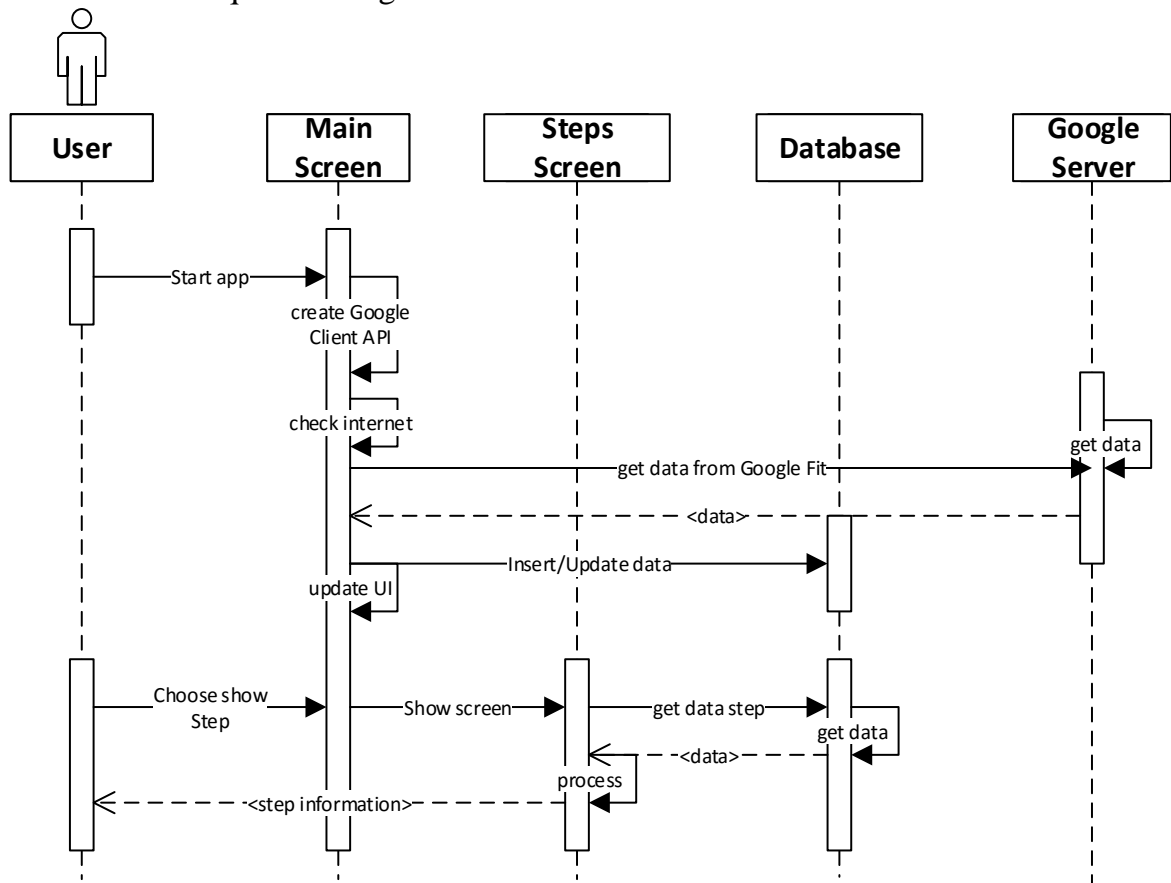 User
Main
Screen
Steps
Screen
Database
Google
Server
Start app
create Google
Client API
check internet
get data
get data from Google Fit
<data>
Insert/Update data
update UI
Choose show
Step
Show screen
get data step
get data
<data>
process
<step information>